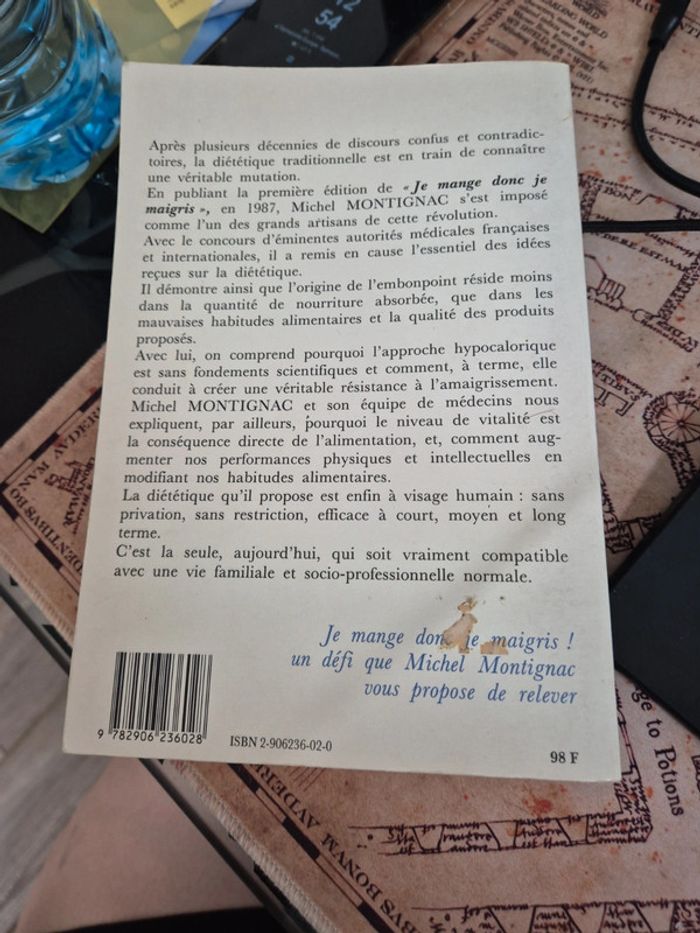 54
Après plusieurs décennies de discours confus et contradic-
toires, la diététique traditionnelle est en train de connaître
une véritable mutation.
En publiant la première édition de « Je mange donc je
maigris », en 1987, Michel MONTIGNAC s'est imposé
comme l'un des grands artisans de cette révolution.
Avec le concours d'éminentes autorités médicales françaises
et internationales, il a remis en cause l'essentiel des idées
reçues sur la diététique.
Il démontre ainsi que l'origine de l'embonpoint réside moins
dans la quantité de nourriture absorbée, que dans les
mauvaises habitudes alimentaires et la qualité des produits
proposés.
Avec lui, on comprend pourquoi l'approche hypocalorique
est sans fondements scientifiques et comment, à terme, elle
conduit à créer une véritable résistance à l'amaigrissement.
Michel MONTIGNAC et son équipe de médecins nous
expliquent, par ailleurs, pourquoi le niveau de vitalité est
la conséquence directe de l'alimentation, et, comment aug-
menter nos performances physiques et intellectuelles en
modifiant nos habitudes alimentaires.
La diététique qu'il propose est enfin à visage humain : sans
privation, sans restriction, efficace à court, moyen et long
terme.
C'est la seule, aujourd'hui, qui soit vraiment compatible
avec une vie familiale et socio-professionnelle normale.
Je mange donc je maigris !
un défi que Michel Montignac
vous propose de relever
9 782906 236028
ISBN 2-906236-02-0
98 F
to Potions
BONVM